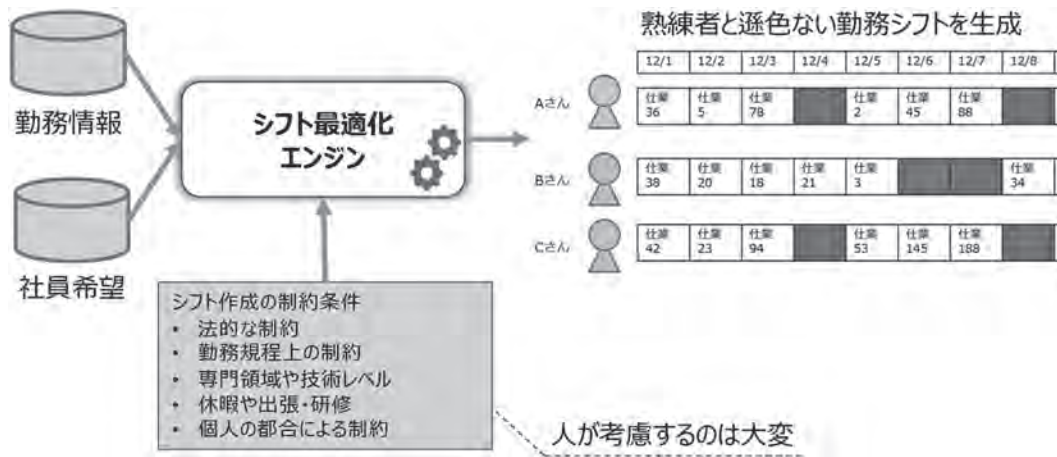 熟練者と遜色ない勤務シフトを生成
勤務情報
社員希望
シフト最適化
エンジン
シフト作成の制約条件
• 法的な制約
• 勤務規程上の制約
• 専門領域や技術レベル
• 休暇や出張・研修
• 個人の都合による制約
人が考慮するのは大変
12/1 12/2 12/3 12/4 12/5 12/6 12/7 12/8
Aさん
仕業 仕業 仕業 仕業 仕業 仕業
36 5 78 2 45 88
Bさん
仕業 仕業 仕業 仕業 仕業 仕業
38 20 18 21 3 34
Cさん
仕業 仕業 仕業 仕業 仕業 仕業
42 23 94 53 145 188